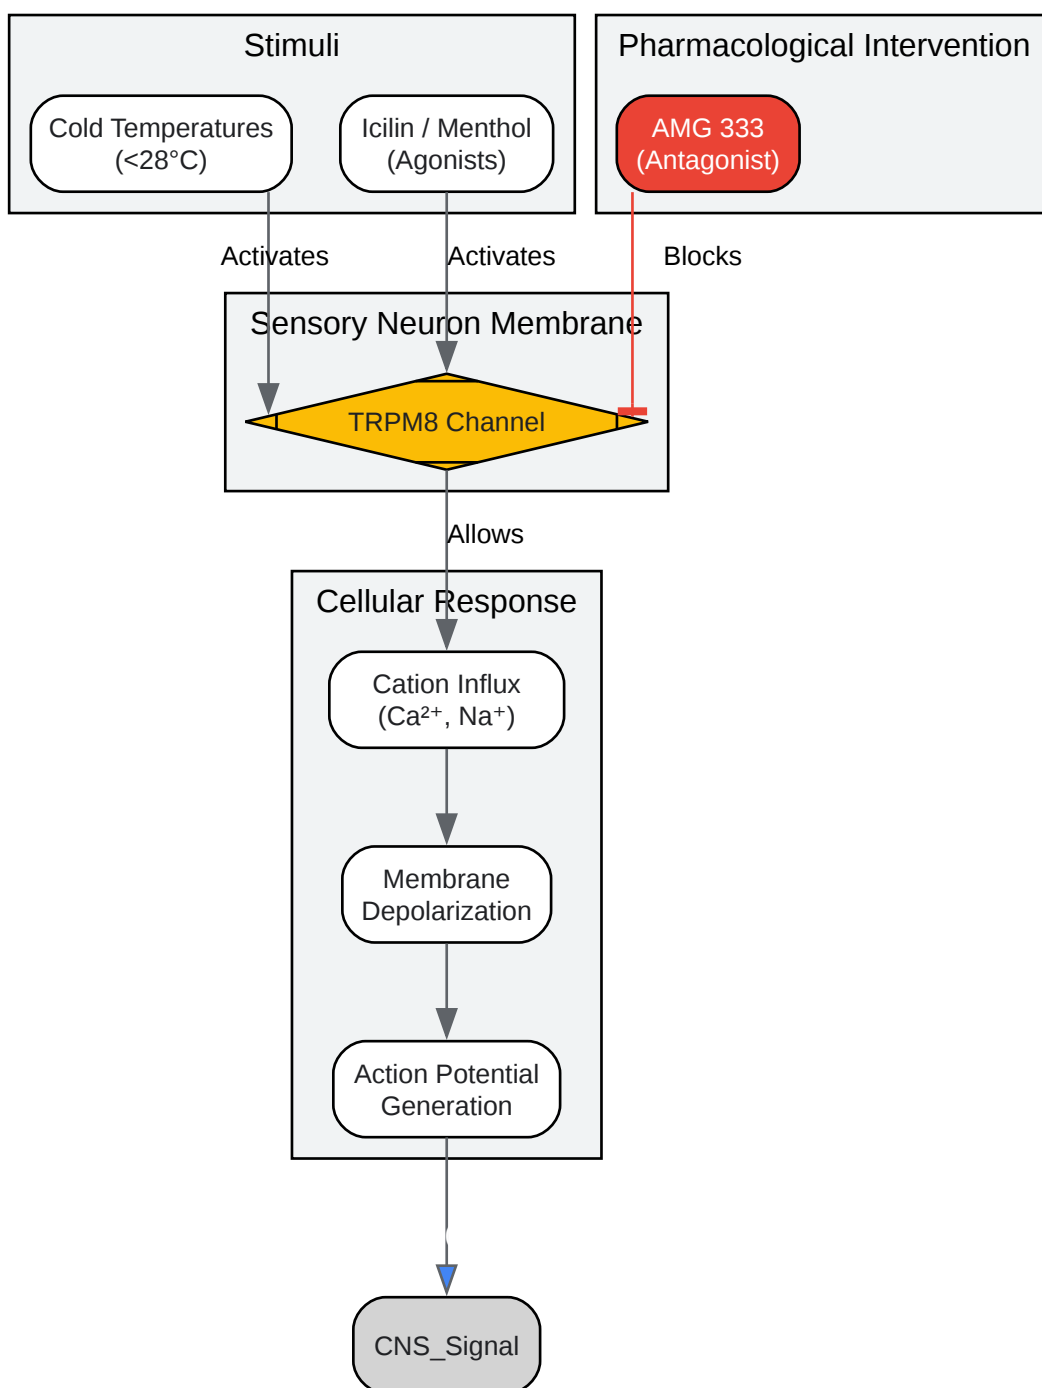 Stimuli
Pharmacological Intervention
Cold Temperatures
(<28°C)
Icilin / Menthol
(Agonists)
AMG 333
(Antagonist)
Activates
Activates
Blocks
Sensory Neuron Membrane
TRPM8 Channel
Allows
Cellular Response
Cation Influx
(Ca²⁺, Na⁺)
Membrane
Depolarization
Action Potential
Generation
CNS_Signal